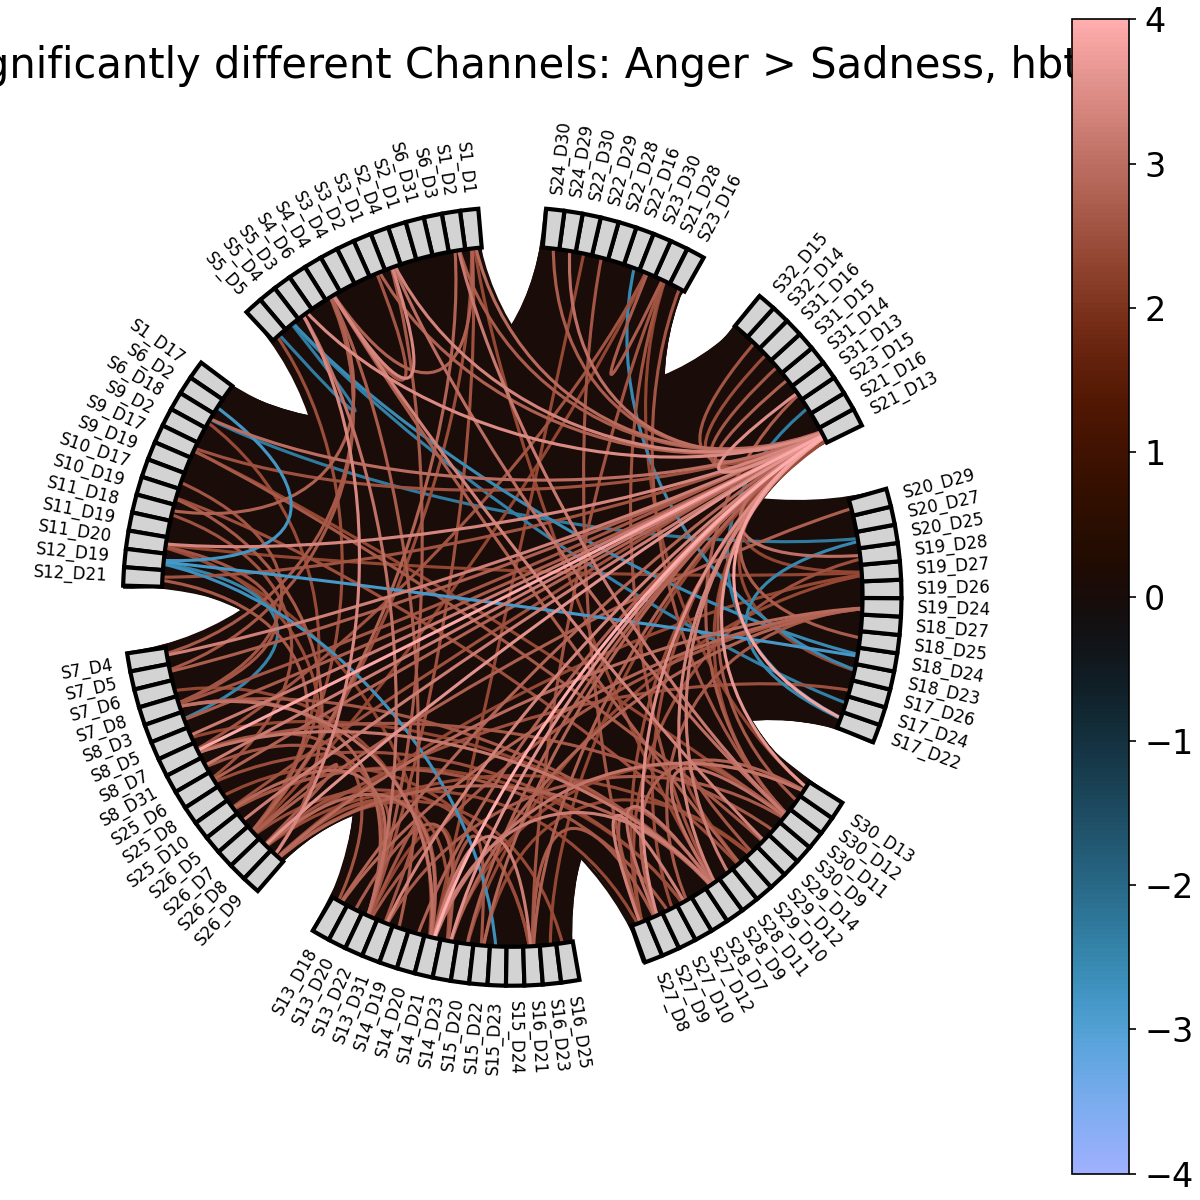 gnificantly different Channels: Anger > Sadness, hbt
4
3
2
1
0
−1
−2
−3
−4
S1_D1
S1_D2
S6_D3
S6_D31
S2_D1
S2_D4
S3_D1
S3_D2
S3_D4
S4_D4
S4_D6
S5_D3
S5_D4
S5_D5
S1_D17
S6_D2
S6_D18
S9_D2
S9_D17
S9_D19
S10_D17
S10_D19
S11_D18
S11_D19
S11_D20
S12_D19
S12_D21
S7_D4
S7_D5
S7_D6
S7_D8
S8_D3
S8_D5
S8_D7
S8_D31
S25_D6
S25_D8
S25_D10
S26_D5
S26_D7
S26_D8
S26_D9
S13_D18
S13_D20
S13_D22
S13_D31
S14_D19
S14_D20
S14_D21
S14_D23
S15_D20
S15_D22
S15_D23
S15_D24
S16_D21
S16_D23
S16_D25
S27_D8
S27_D9
S27_D10
S27_D12
S28_D7
S28_D9
S28_D11
S29_D10
S29_D12
S29_D14
S30_D9
S30_D11
S30_D12
S30_D13
S17_D22
S17_D24
S17_D26
S18_D23
S18_D24
S18_D25
S18_D27
S19_D24
S19_D26
S19_D27
S19_D28
S20_D25
S20_D27
S20_D29
S21_D13
S21_D16
S23_D15
S31_D13
S31_D14
S31_D15
S31_D16
S32_D14
S32_D15
S23_D16
S21_D28
S23_D30
S22_D16
S22_D28
S22_D29
S22_D30
S24_D29
S24_D30